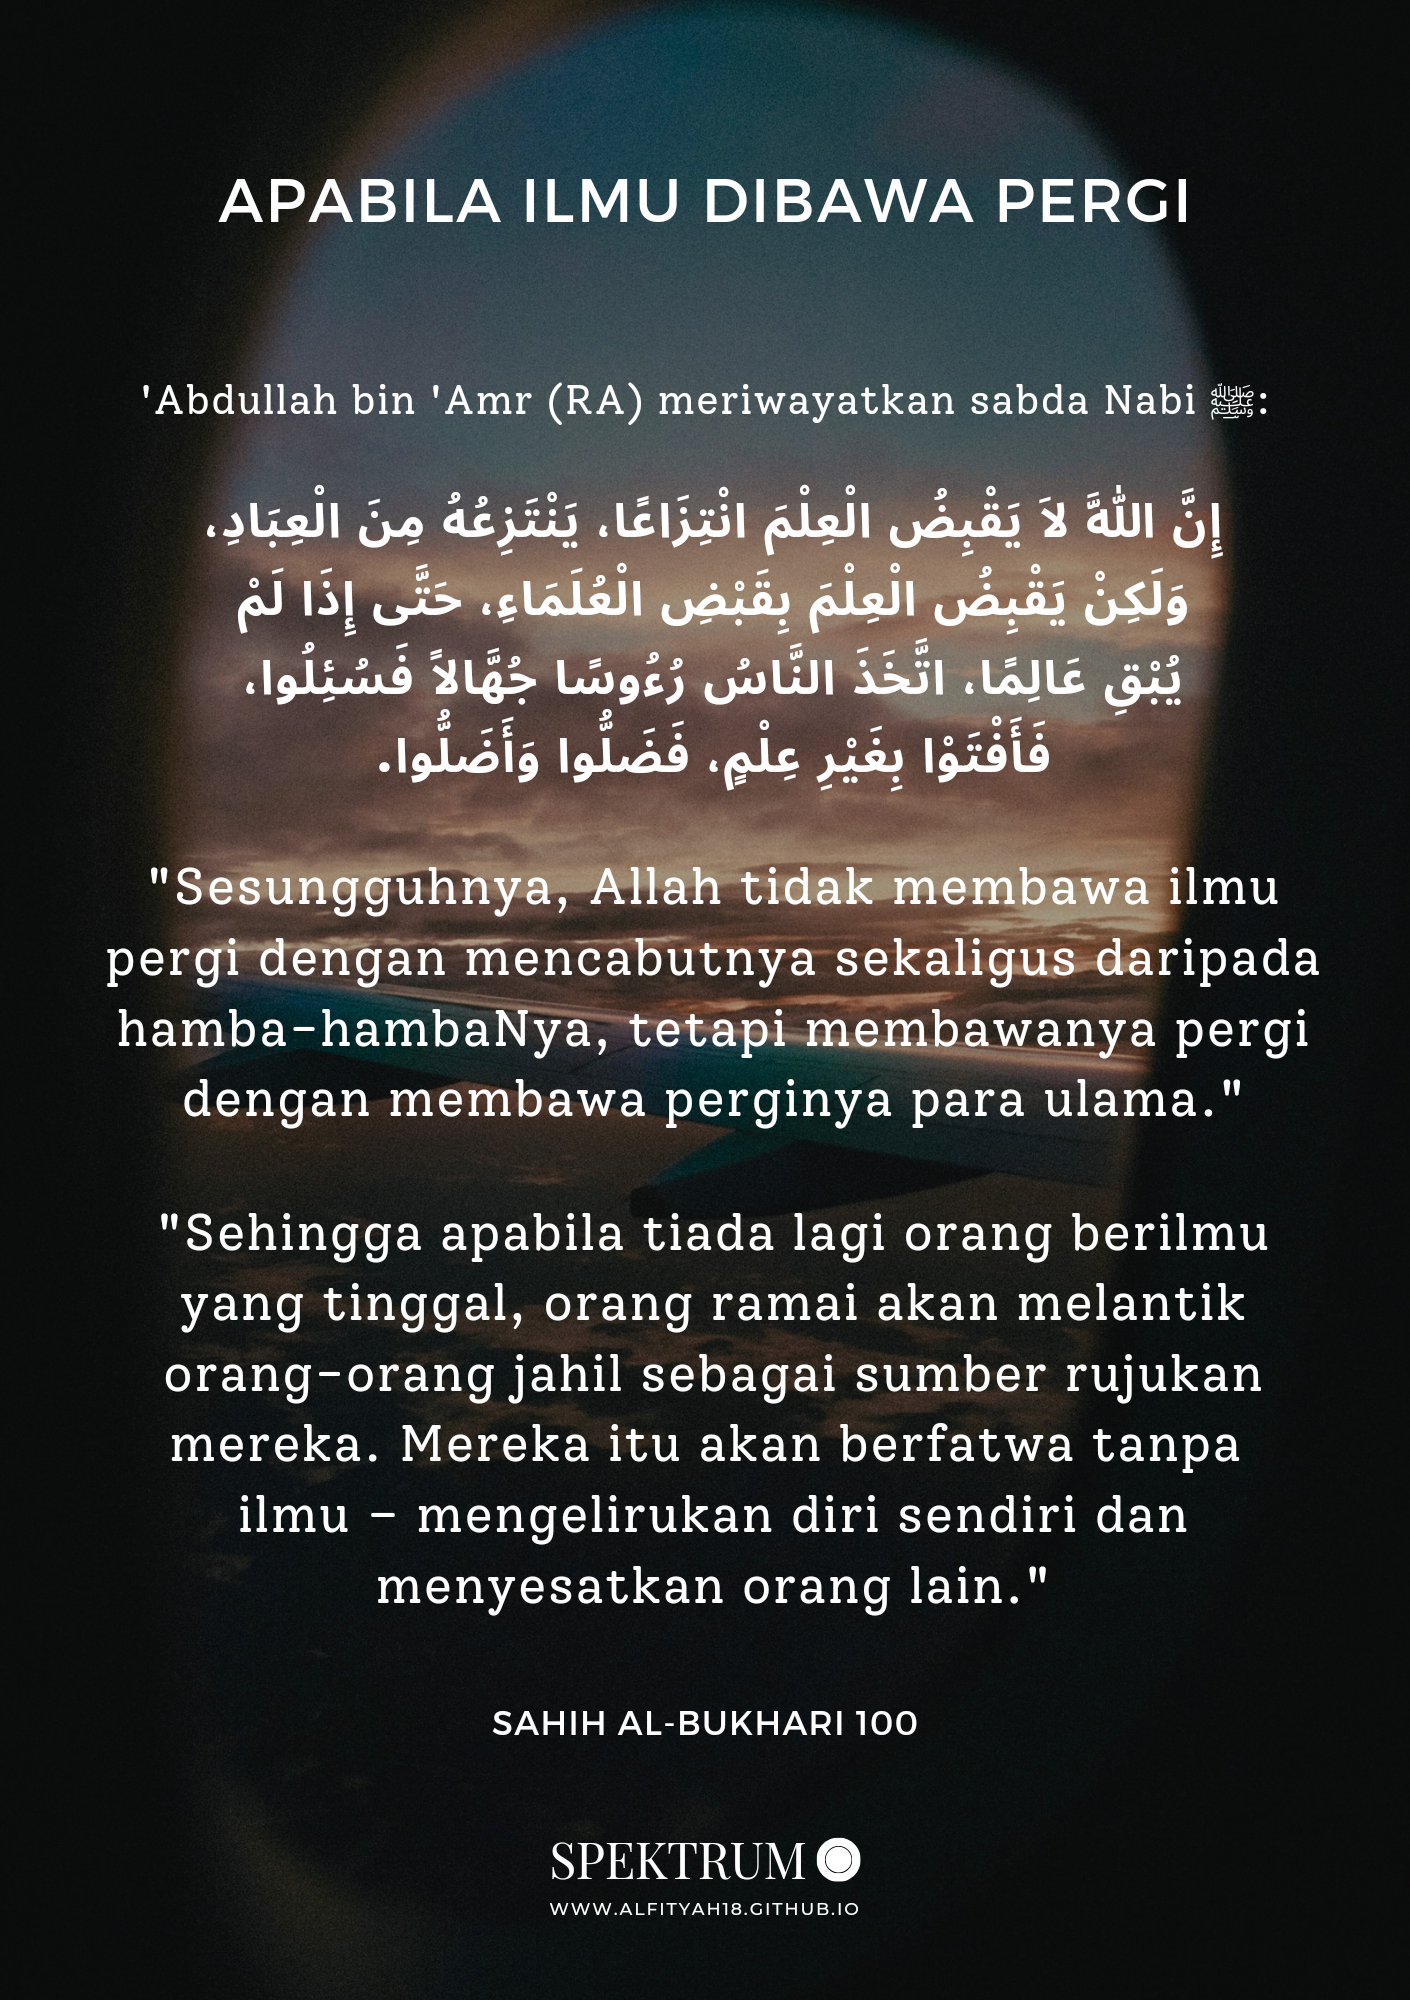 APABILA ILMU DIBAWA PERGI
'Abdullah bin 'Amr (RA) meriwayatkan sabda Nabi ﷺ:
إِنَّ اللَّهَ لاَ يَقْبِضُ الْعِلْمَ انْتِزَاعًا، يَنْتَزِعُهُ مِنَ الْعِبَادِ،
وَلَكِنْ يَقْبِضُ الْعِلْمَ بِقَبْضِ الْعُلَمَاءِ، حَتَّى إِذَا لَمْ
يُبْقِ عَالِمًا، اتَّخَذَ النَّاسُ رُءُوسًا جُهَّالاً فَسُئِلُوا،
فَأَفْتَوْا بِغَيْرِ عِلْمٍ، فَضَلُّوا وَأَضَلُّوا.
"Sesungguhnya, Allah tidak membawa ilmu
pergi dengan mencabutnya sekaligus daripada
hamba-hambaNya, tetapi membawanya pergi
dengan membawa perginya para ulama."
"Sehingga apabila tiada lagi orang berilmu
yang tinggal, orang ramai akan melantik
orang-orang jahil sebagai sumber rujukan
mereka. Mereka itu akan berfatwa tanpa
ilmu - mengelirukan diri sendiri dan
menyesatkan orang lain."
SAHIH AL-BUKHARI 100
SPEKTRUM
WWW.ALFITYAH18.GITHUB.IO